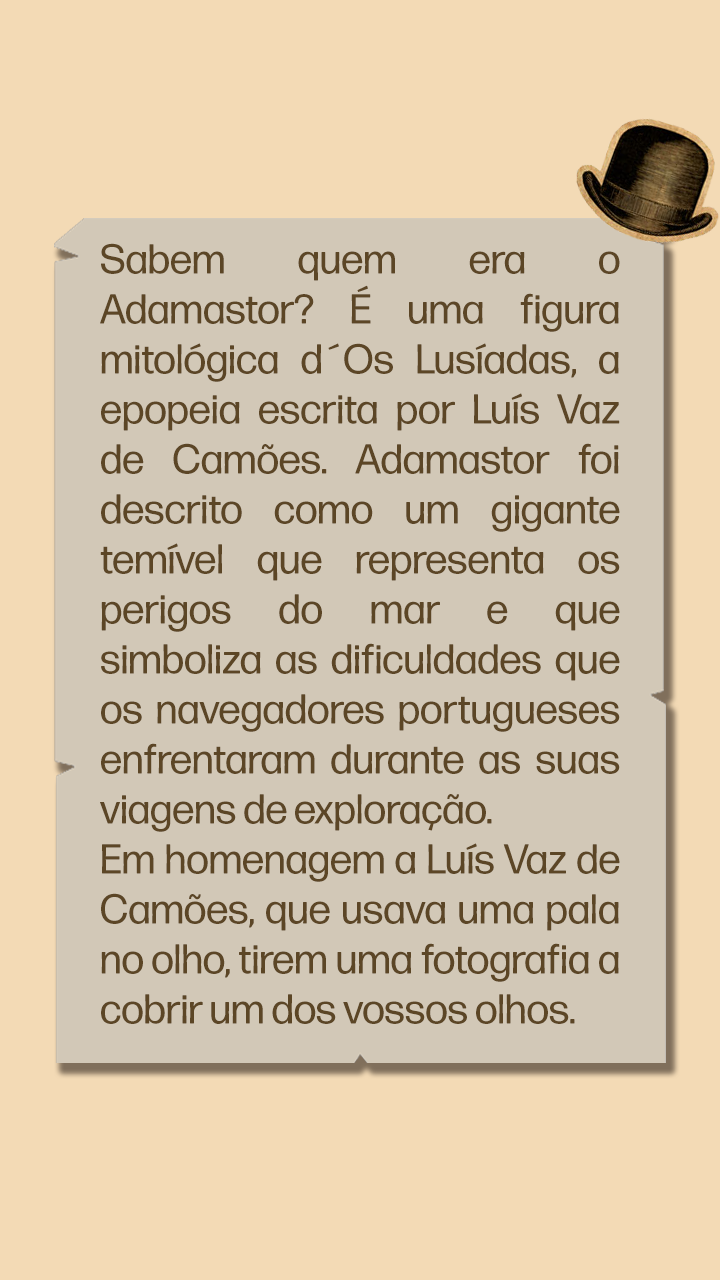 Sabem quem era o
Adamastor? É uma figura
mitológica d´Os Lusíadas, a
epopeia escrita por Luís Vaz
de Camões. Adamastor foi
descrito como um gigante
temível que representa os
perigos do mar e que
simboliza as dificuldades que
os navegadores portugueses
enfrentaram durante as suas
viagens de exploração.
Em homenagem a Luís Vaz de
Camões, que usava uma pala
no olho, tirem uma fotografia a
cobrir um dos vossos olhos.